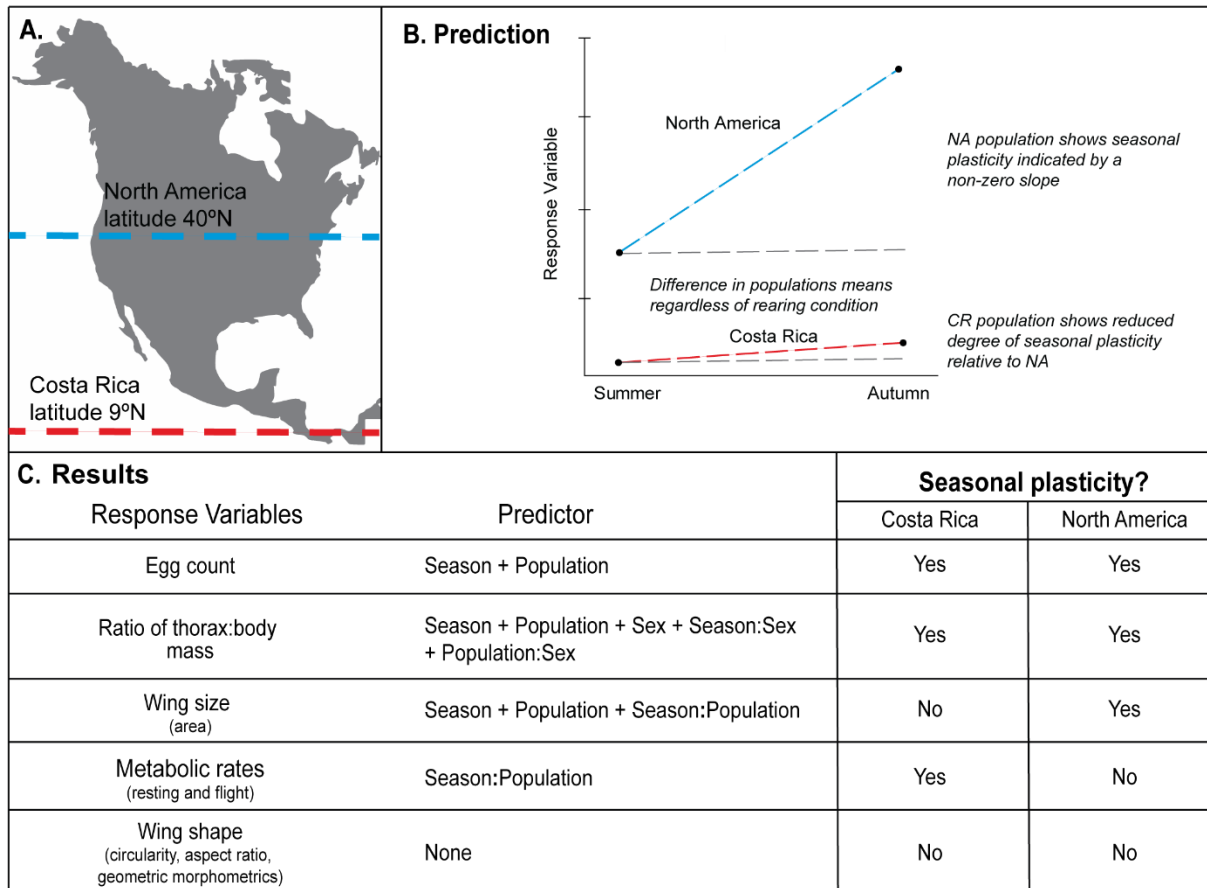 A.
North America
latitude 40ºN
Costa Rica
latitude 9ºN
B. Prediction
Response Variable
North America
NA population shows seasonal
plasticity indicated by a
non-zero slope
Difference in populations means
regardless of rearing condition
Costa Rica
CR population shows reduced
degree of seasonal plasticity
relative to NA
Summer
Autumn
C. Results
Seasonal plasticity?
Response Variables
Predictor
Costa Rica
North America
Egg count
Season + Population
Yes
Yes
Ratio of thorax:body
mass
Season + Population + Sex + Season:Sex
+ Population:Sex
Yes
Yes
Wing size
(area)
Season + Population + Season:Population
No
Yes
Metabolic rates
(resting and flight)
Season:Population
Yes
No
Wing shape
(circularity, aspect ratio,
geometric morphometrics)
None
No
No